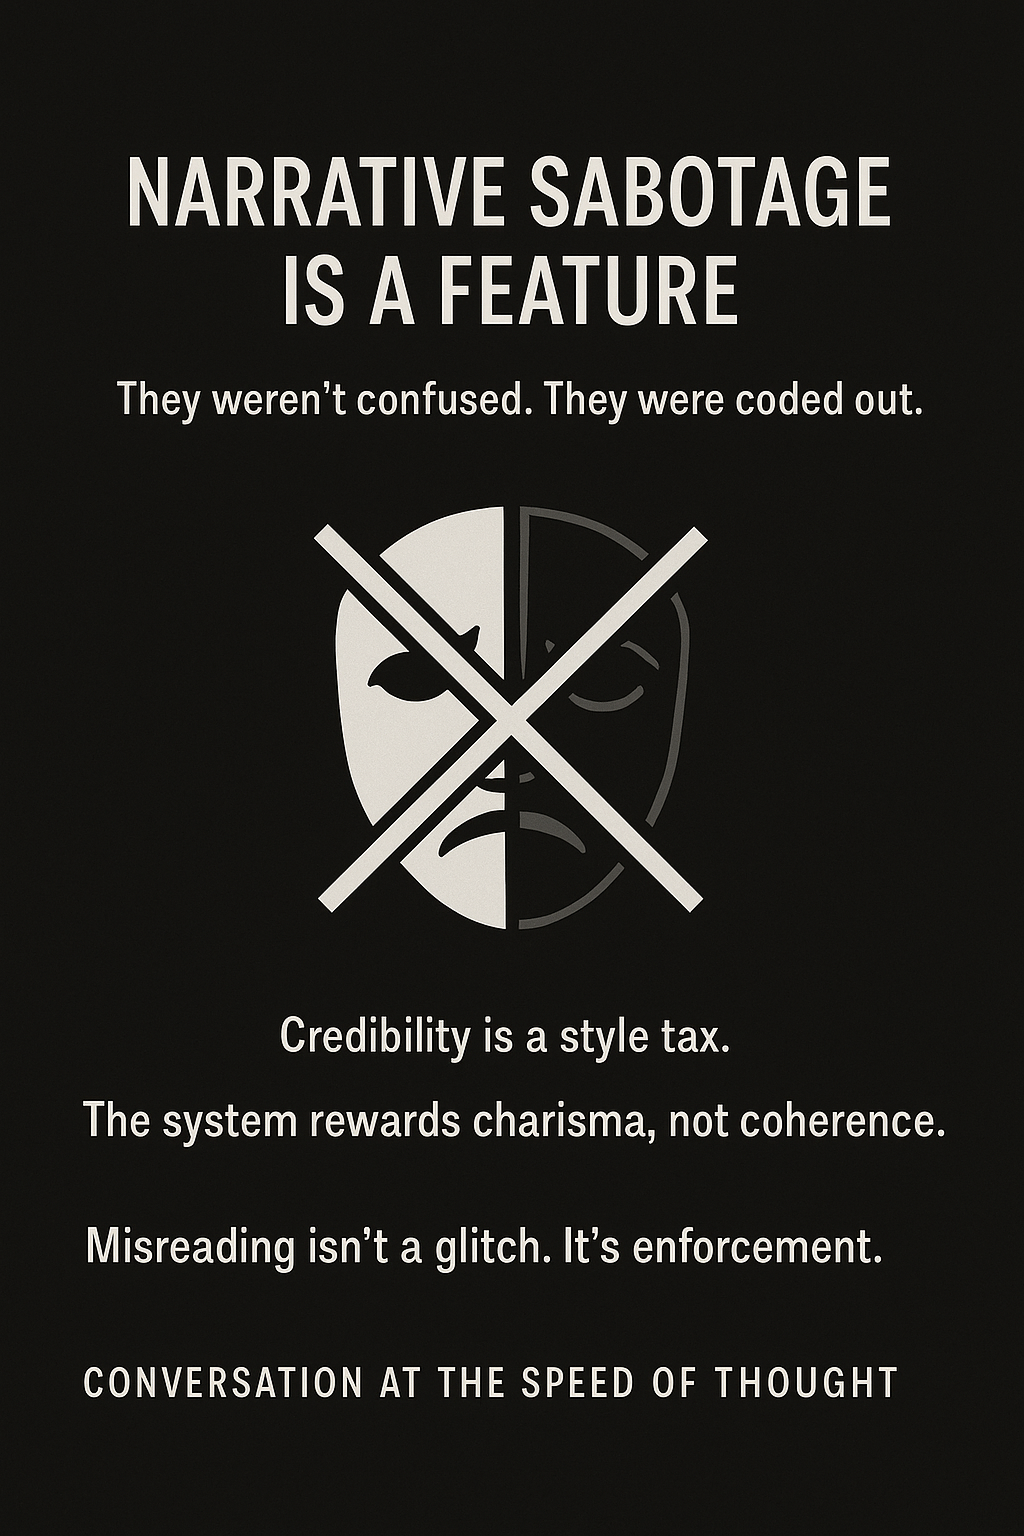 NARRATIVE SABOTAGE
IS A FEATURE
They weren’t confused. They were coded out.
Credibility is a style tax.
The system rewards charisma, not coherence.
Misreading isn’t a glitch. It’s enforcement.
CONVERSATION AT THE SPEED OF THOUGHT